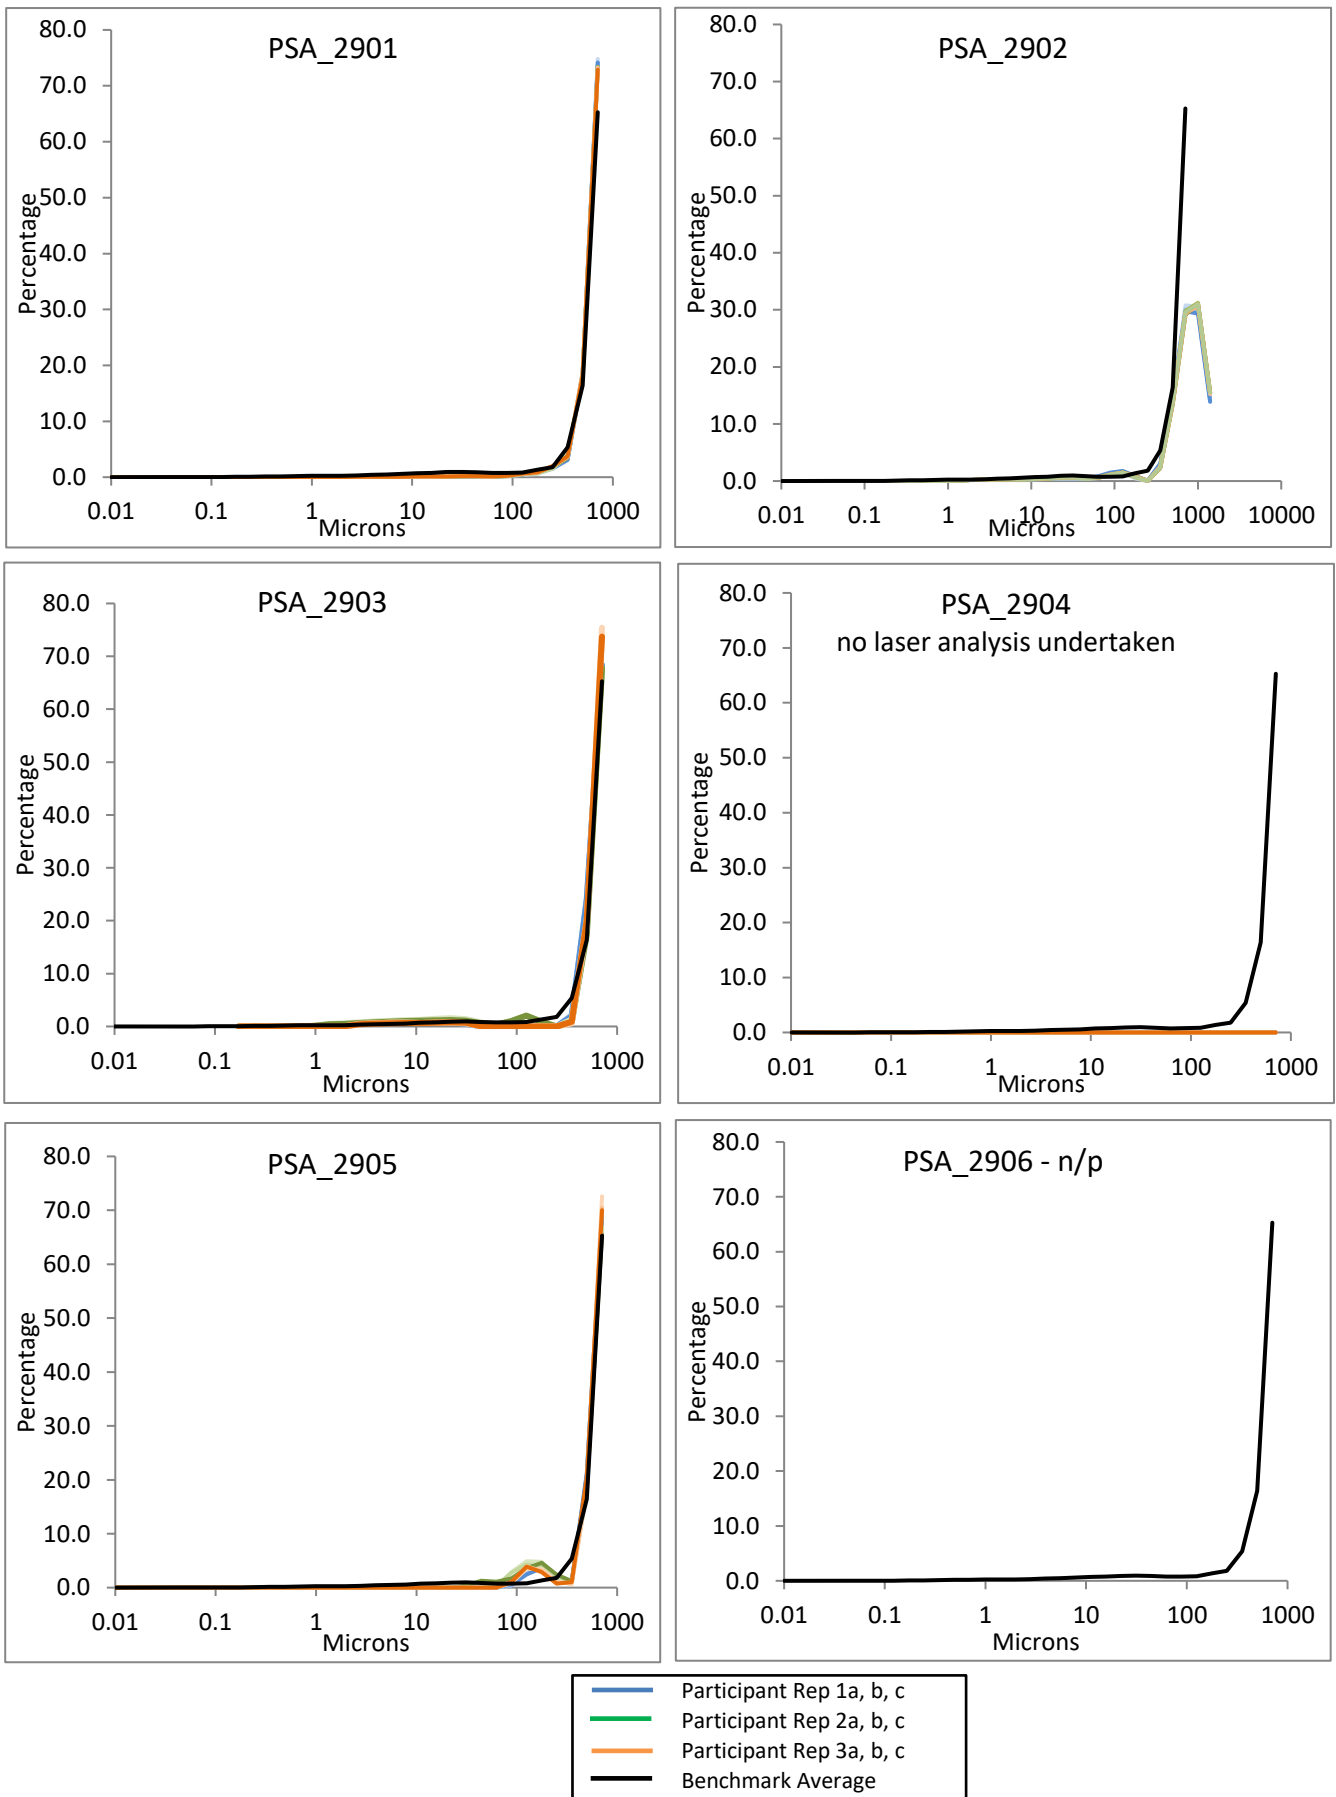 PSA_2901
80.0
70.0
60.0
50.0
40.0
30.0
20.0
10.0
0.0
Percentage
0.01 0.1 1 10 100 1000
Microns
PSA_2902
80.0
70.0
60.0
50.0
40.0
30.0
20.0
10.0
0.0
Percentage
0.01 0.1 1 10 100 1000 10000
Microns
PSA_2903
80.0
70.0
60.0
50.0
40.0
30.0
20.0
10.0
0.0
Percentage
0.01 0.1 1 10 100 1000
Microns
PSA_2904
no laser analysis undertaken
80.0
70.0
60.0
50.0
40.0
30.0
20.0
10.0
0.0
Percentage
0.01 0.1 1 10 100 1000
Microns
PSA_2905
80.0
70.0
60.0
50.0
40.0
30.0
20.0
10.0
0.0
Percentage
0.01 0.1 1 10 100 1000
Microns
PSA_2906 - n/p
80.0
70.0
60.0
50.0
40.0
30.0
20.0
10.0
0.0
Percentage
0.01 0.1 1 10 100 1000
Microns
Participant Rep 1a, b, c
Participant Rep 2a, b, c
Participant Rep 3a, b, c
Benchmark Average